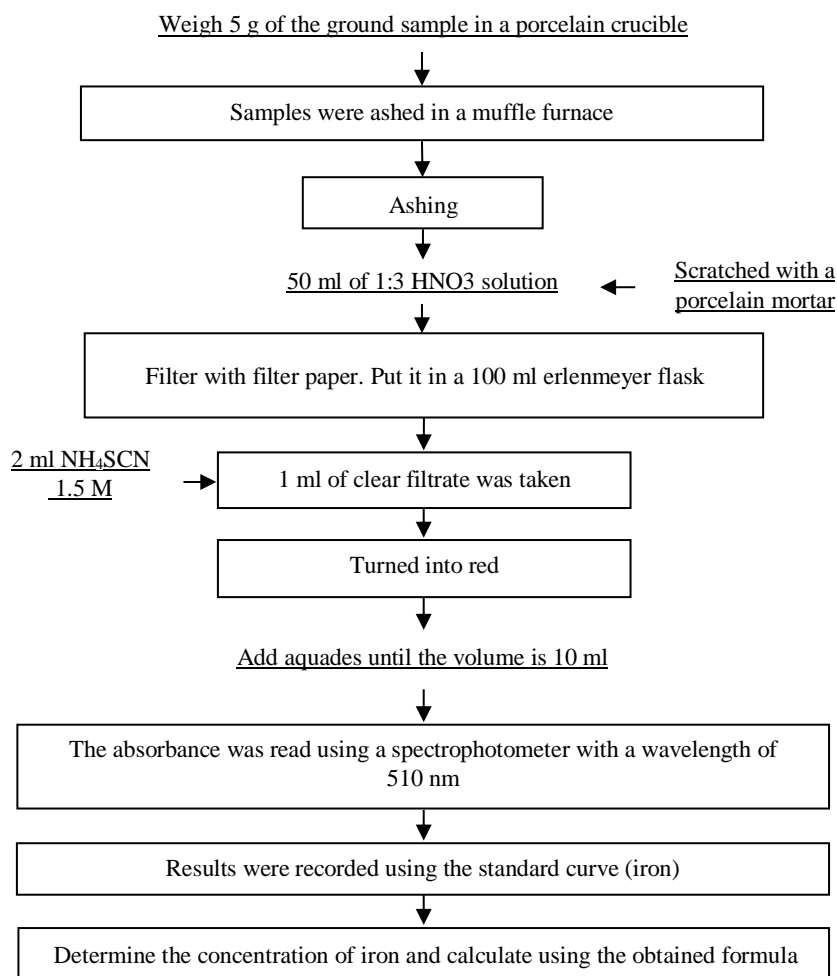 Weigh 5 g of the ground sample in a porcelain crucible
Samples were ashed in a muffle furnace
Ashing
50 ml of 1:3 HNO3 solution
Scratched with a
porcelain mortar
Filter with filter paper. Put it in a 100 ml erlenmeyer flask
2 ml NH₄SCN
1.5 M
1 ml of clear filtrate was taken
Turned into red
Add aquades until the volume is 10 ml
The absorbance was read using a spectrophotometer with a wavelength of
510 nm
Results were recorded using the standard curve (iron)
Determine the concentration of iron and calculate using the obtained formula